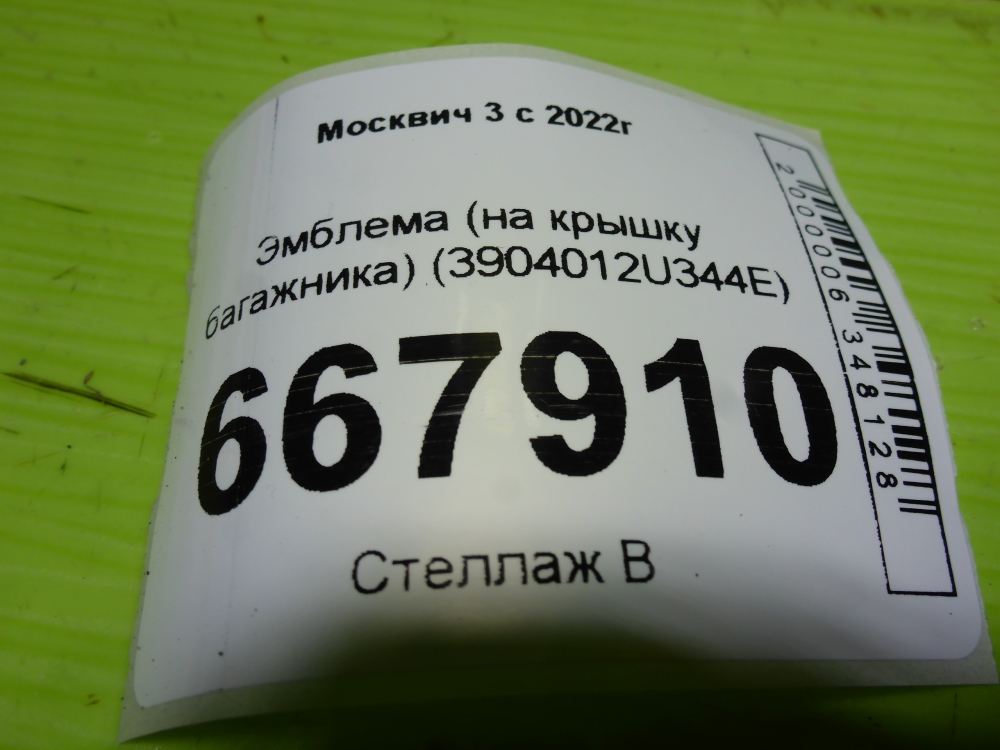 Москвич 3 с 2022г
Эмблема (на крышку
багажника) (3904012U344E)
667910
Стеллаж В
2000006348128